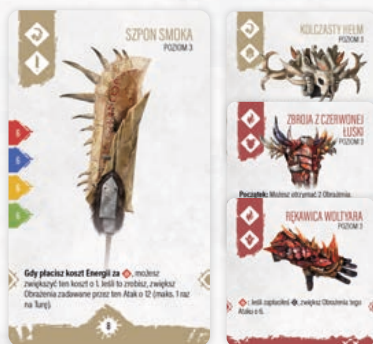 SZPON SMOKA
POZIOM 3
Gdy płacisz koszt Energii za , możesz
zwiększyć ten koszt o 1. Jeśli to zrobisz, zwiększ
Obrażenia zadawane przez ten Atak o 12 (maks. 1 raz
na Turę).
8
KOLCZASTY HEŁM
POZIOM 3
ZBROJA Z CZERWONEJ
ŁUSKI
POZIOM 3
Początek: Możesz otrzymać 2 Obrażenia.
RĘKAWICA WOLTYARA
POZIOM 3
: Jeśli zapłaciłeś , zwiększ Obrażenia tego
Ataku o 6.